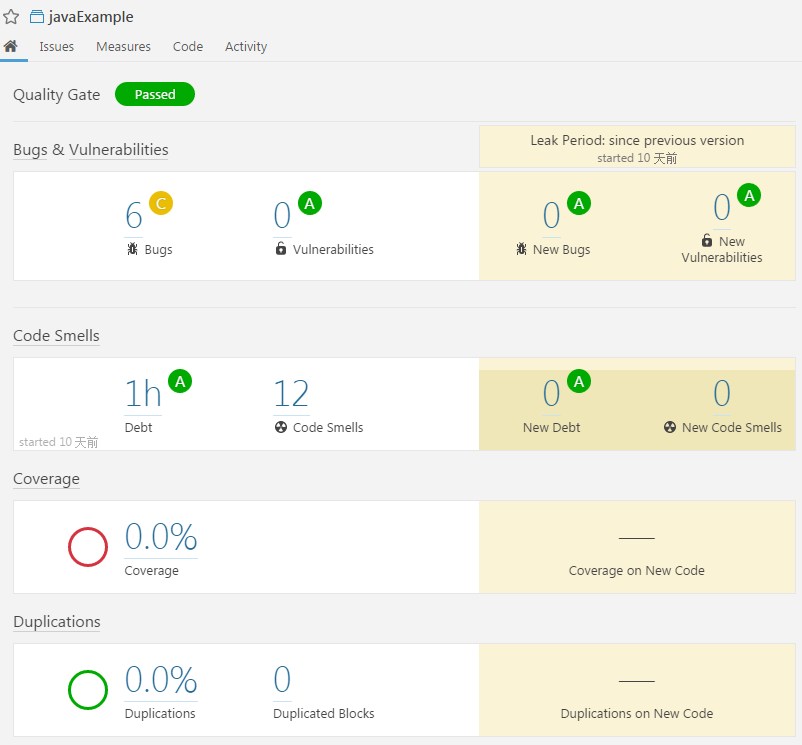 javaExample
Issues Measures Code Activity
Quality Gate Passed
Leak Period: since previous version
started 10 天前
Bugs & Vulnerabilities
6 C
Bugs
0 A
Vulnerabilities
0 A
New Bugs
0 A
New
Vulnerabilities
Code Smells
1h A
Debt
12
Code Smells
started 10 天前
0 A
New Debt
0
New Code Smells
Coverage
0.0%
Coverage
Coverage on New Code
Duplications
0.0%
Duplications
0
Duplicated Blocks
Duplications on New Code